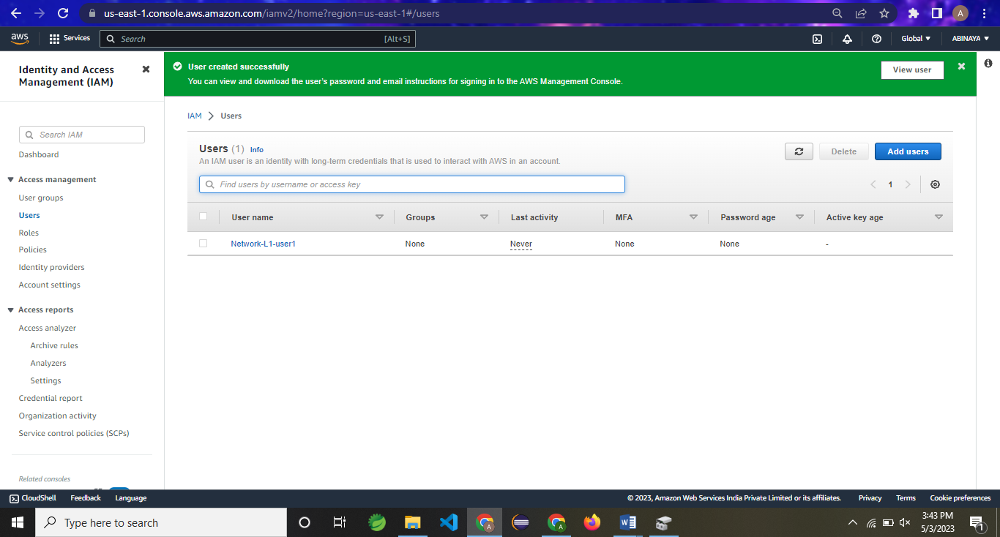 us-east-1.console.aws.amazon.com/iamv2/home?region=us-east-1#/users
A
aws
Services
Search
[Alt+S]
Global
ABINAYA
Identity and Access
Management (IAM)
Search IAM
Dashboard
Access management
User groups
Users
Roles
Policies
Identity providers
Account settings
Access reports
Access analyzer
Archive rules
Analyzers
Settings
Credential report
Organization activity
Service control policies (SCPs)
Related consoles
User created successfully
You can view and download the user's password and email instructions for signing in to the AWS Management Console.
View user
IAM > Users
Users (1) Info
An IAM user is an identity with long-term credentials that is used to interact with AWS in an account.
Delete
Add users
Find users by username or access key
1
User name Groups Last activity MFA Password age Active key age
Network-L1-user1 None Never None None -
CloudShell Feedback Language
© 2023, Amazon Web Services India Private Limited or its affiliates. Privacy Terms Cookie preferences
Type here to search
3:43 PM
5/3/2023
1